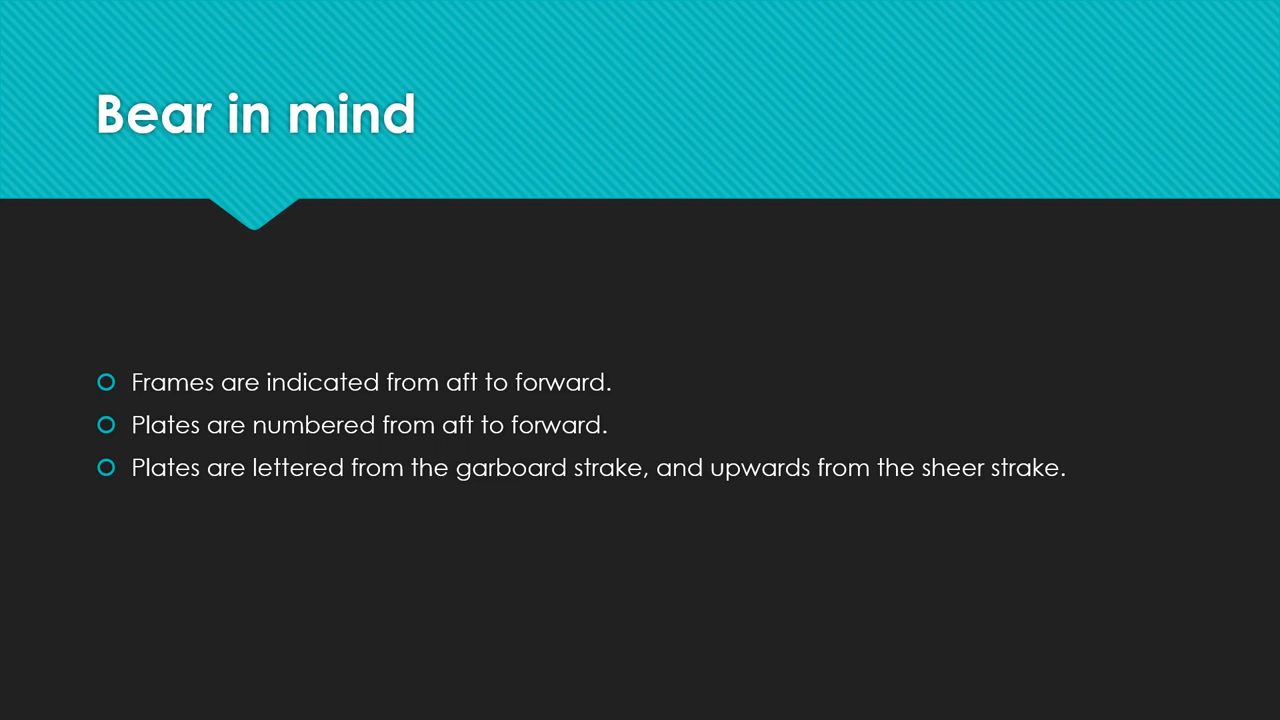 Bear in mind
Frames are indicated from aft to forward.
Plates are numbered from aft to forward.
Plates are lettered from the garboard strake, and upwards from the sheer strake.